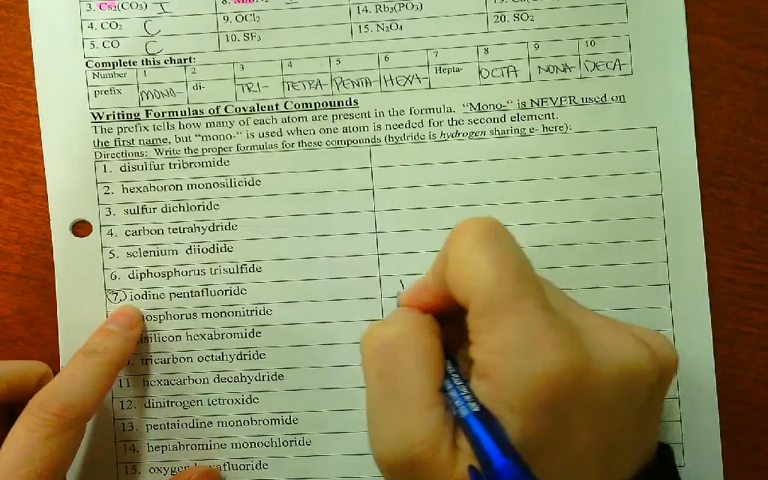 3. Cs2(CO3) I
4. CO2 C
5. CO C
9. OCl2
10. SF3
14. Rb3(PO3)
15. N2O4
20. SO2
Complete this chart:
Number 1 2 3 4 5 6 7 8 9 10
prefix MONO- di- TRI- TETRA- PENTA- HEXA- Hepta- OCTA NONA- DECA-
Writing Formulas of Covalent Compounds
The prefix tells how many of each atom are present in the formula. "Mono-" is NEVER used on
the first name, but "mono-" is used when one atom is needed for the second element.
Directions: Write the proper formulas for these compounds (hydride is hydrogen sharing e- here):
1. disulfur tribromide
2. hexaboron monosilicide
3. sulfur dichloride
4. carbon tetrahydride
5. selenium diiodide
6. diphosphorus trisulfide
7. iodine pentafluoride
mononitride
hexabromide
tricarbon octahydride
11. hexacarbon decahydride
12. dinitrogen tetroxide
13. pentaiodine monobromide
14. heptabromine monochloride
15. oxygen